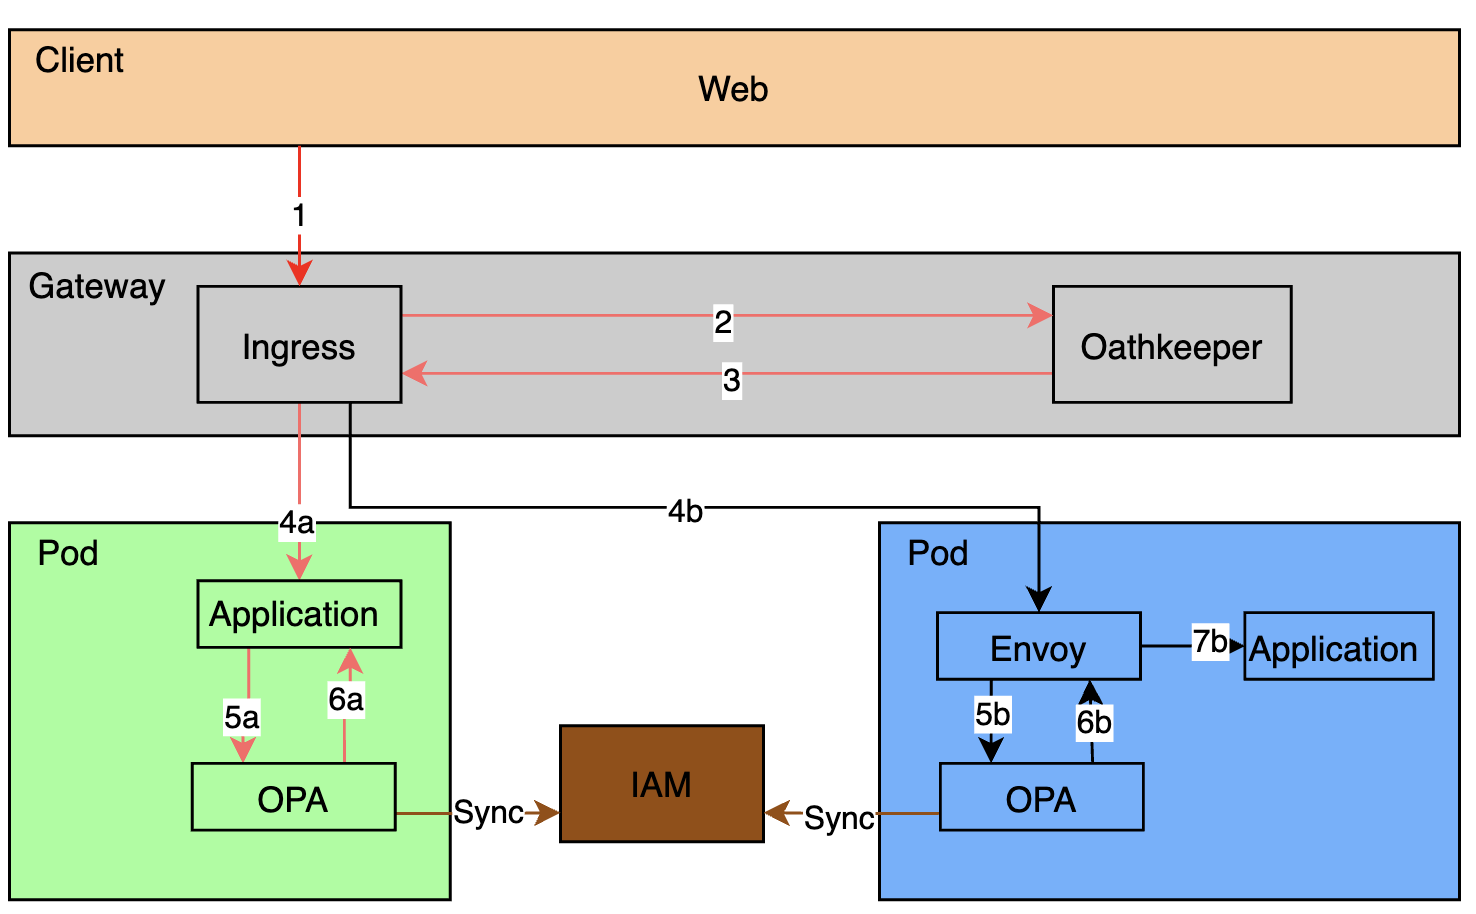 Client
Web
1
Gateway
Ingress
2
3
Oathkeeper
4a
4b
Pod
Application
5a
6a
OPA
Sync
IAM
Sync
Pod
Envoy
7b
Application
5b
6b
OPA